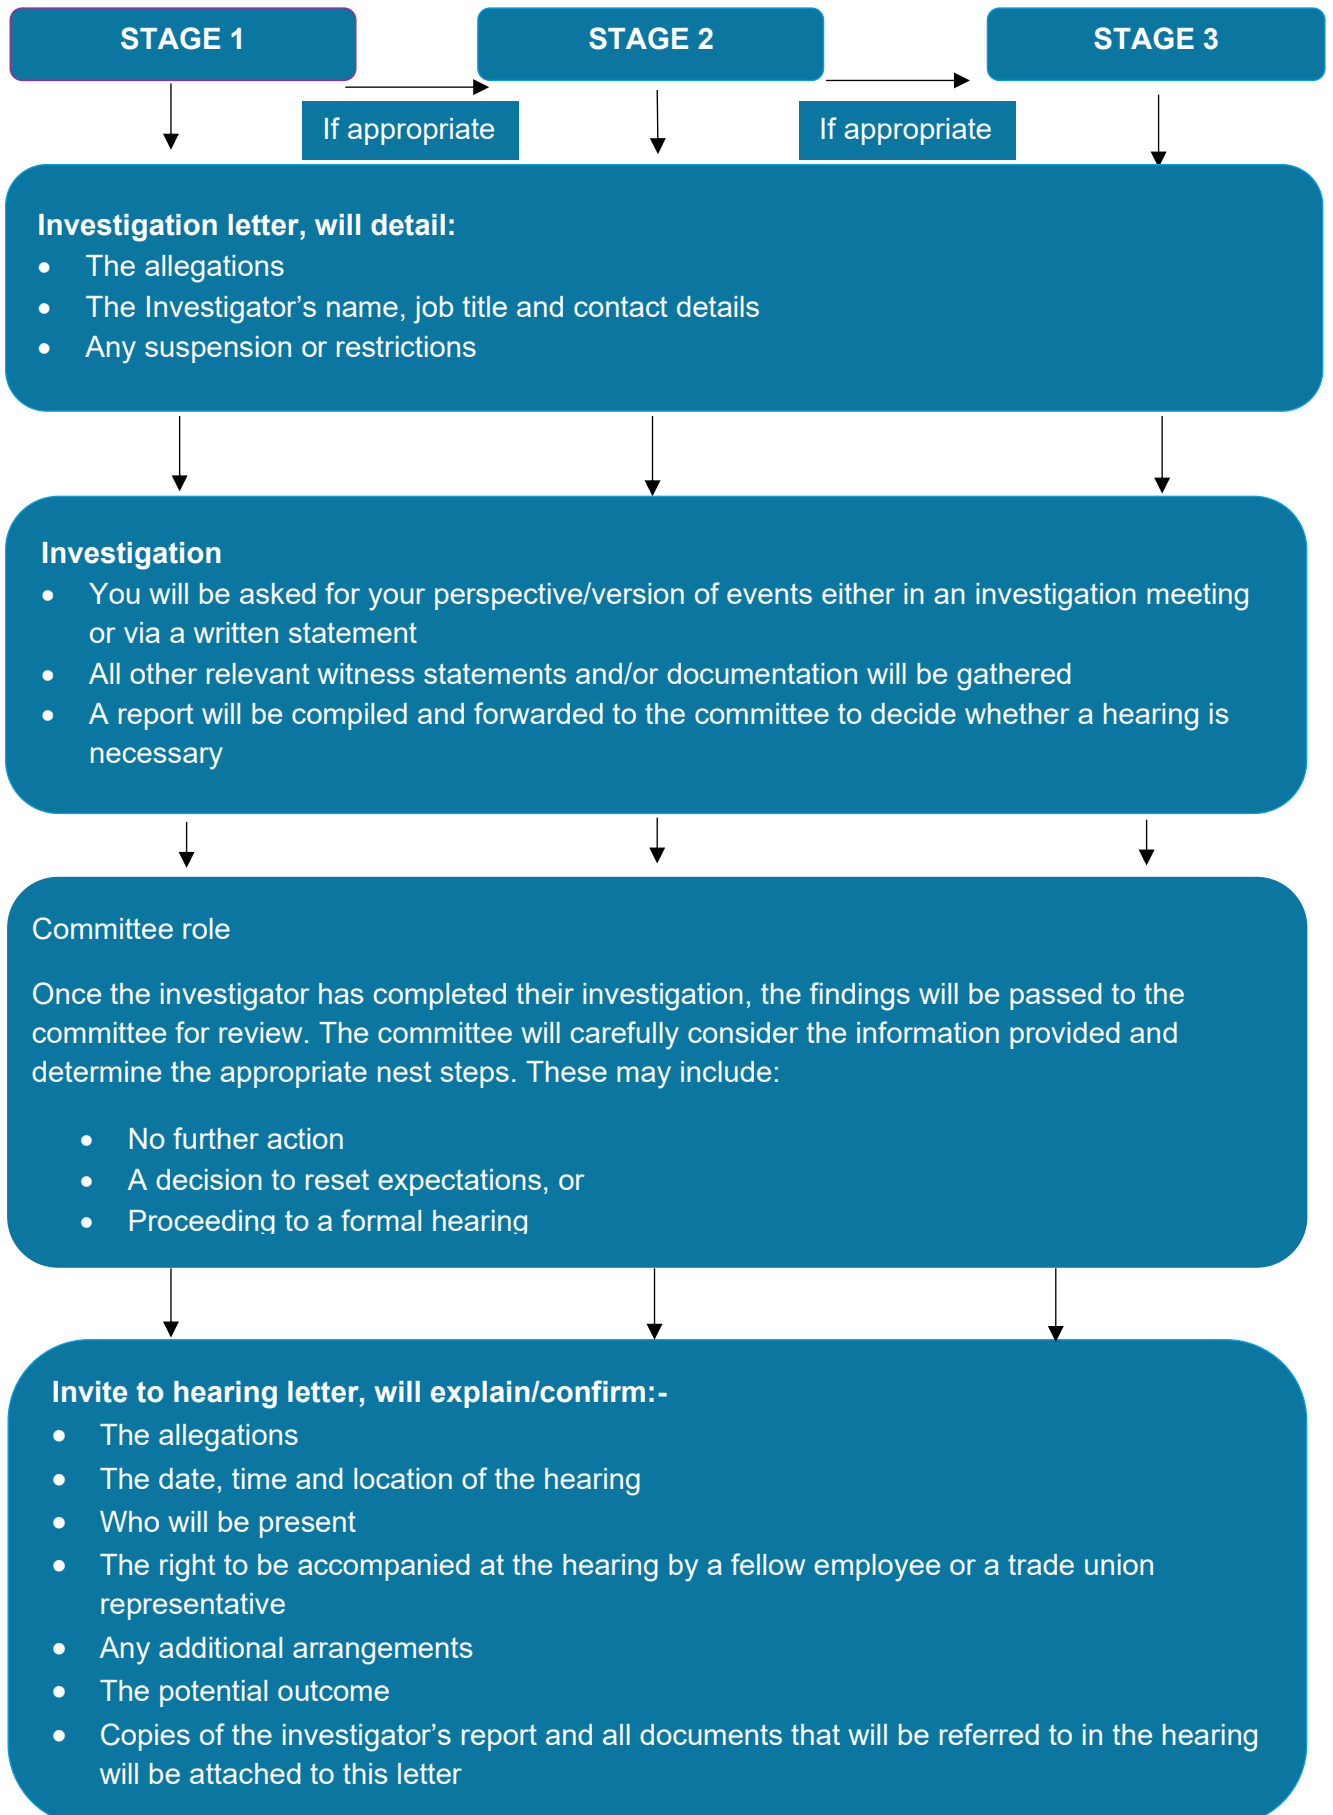 STAGE 1
STAGE 2
STAGE 3
If appropriate
If appropriate
Investigation letter, will detail:
• The allegations
• The Investigator’s name, job title and contact details
• Any suspension or restrictions
Investigation
• You will be asked for your perspective/version of events either in an investigation meeting
or via a written statement
• All other relevant witness statements and/or documentation will be gathered
• A report will be compiled and forwarded to the committee to decide whether a hearing is
necessary
Committee role
Once the investigator has completed their investigation, the findings will be passed to the
committee for review. The committee will carefully consider the information provided and
determine the appropriate nest steps. These may include:
• No further action
• A decision to reset expectations, or
• Proceeding to a formal hearing
Invite to hearing letter, will explain/confirm:-
• The allegations
• The date, time and location of the hearing
• Who will be present
• The right to be accompanied at the hearing by a fellow employee or a trade union
representative
• Any additional arrangements
• The potential outcome
• Copies of the investigator’s report and all documents that will be referred to in the hearing
will be attached to this letter